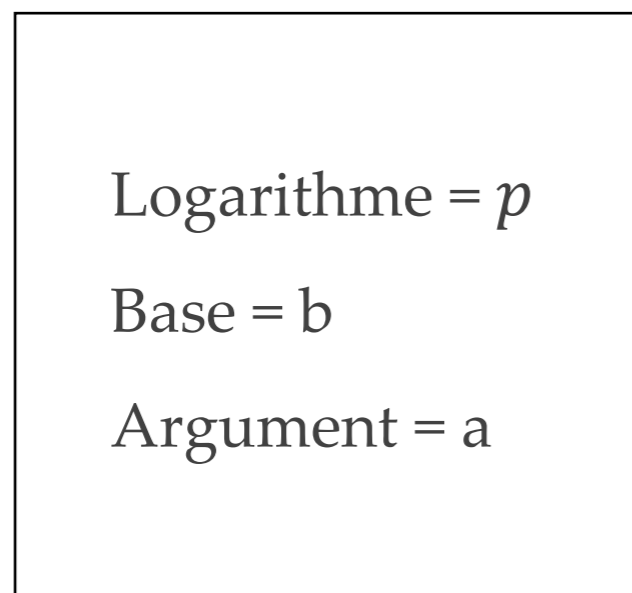 Logarithme = p
Base = b
Argument = a